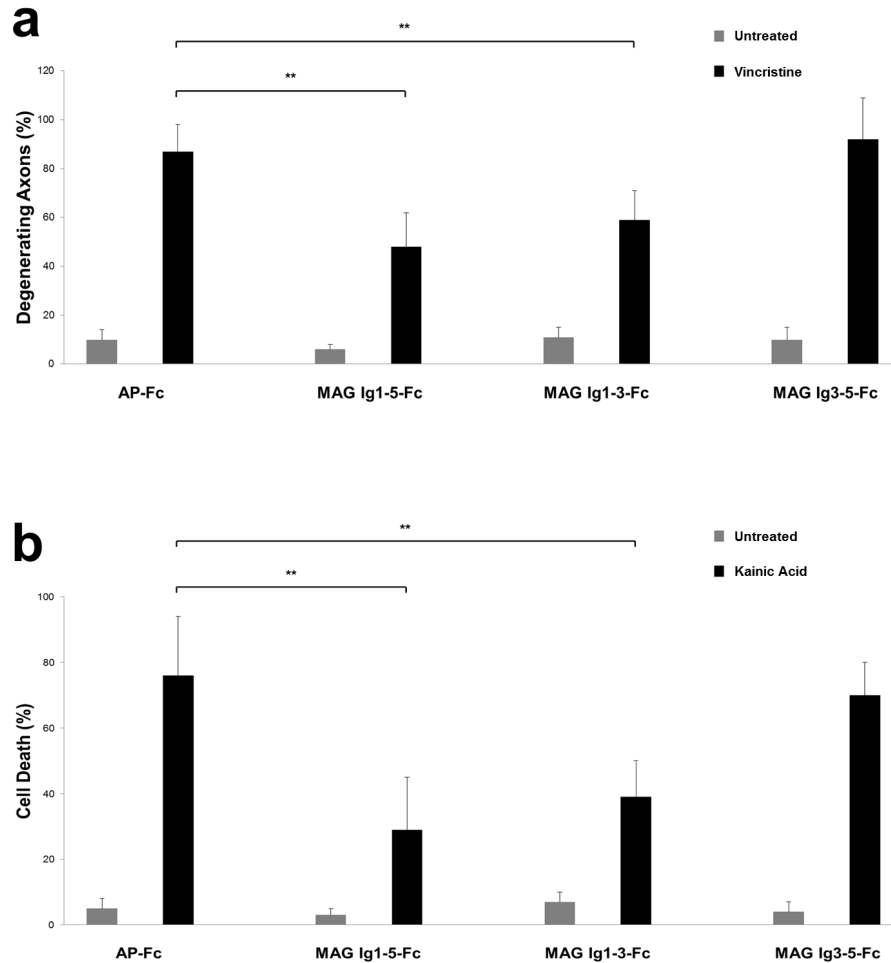 a
**
**
Untreated
Vincristine
Degenerating Axons (%)
120
100
80
60
40
20
0
AP-Fc MAG Ig1-5-Fc MAG Ig1-3-Fc MAG Ig3-5-Fc
b
**
**
Untreated
Kainic Acid
Cell Death (%)
100
80
60
40
20
0
AP-Fc MAG Ig1-5-Fc MAG Ig1-3-Fc MAG Ig3-5-Fc